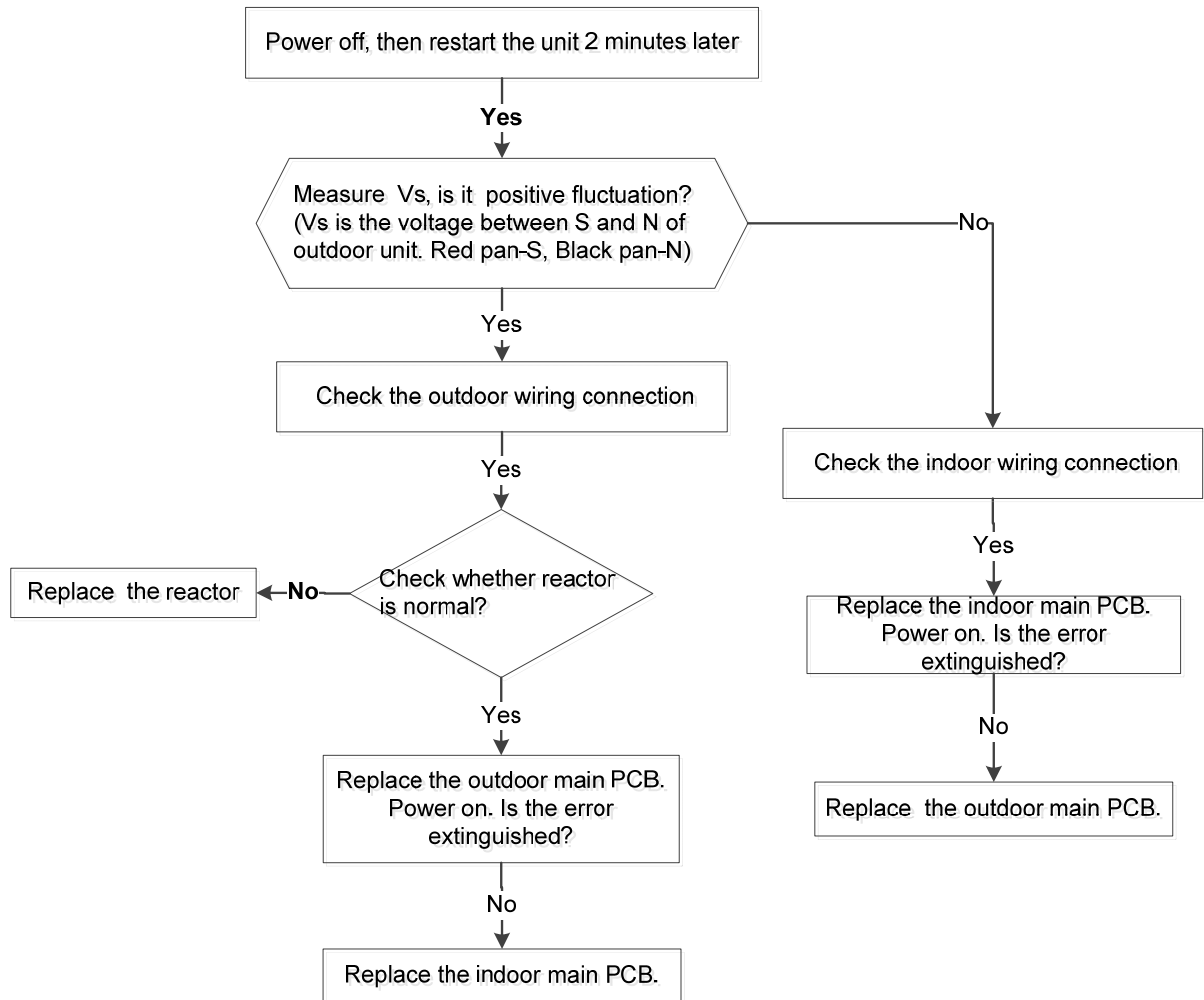 Power off, then restart the unit 2 minutes later
Yes
Measure Vs, is it positive fluctuation?
(Vs is the voltage between S and N of
outdoor unit. Red pan-S, Black pan-N)
No
Yes
Check the outdoor wiring connection
Yes
Check the indoor wiring connection
Yes
Check whether reactor
is normal?
No
Replace the reactor
Replace the indoor main PCB.
Power on. Is the error
extinguished?
Yes
No
Replace the outdoor main PCB.
Power on. Is the error
extinguished?
Replace the outdoor main PCB.
No
Replace the indoor main PCB.